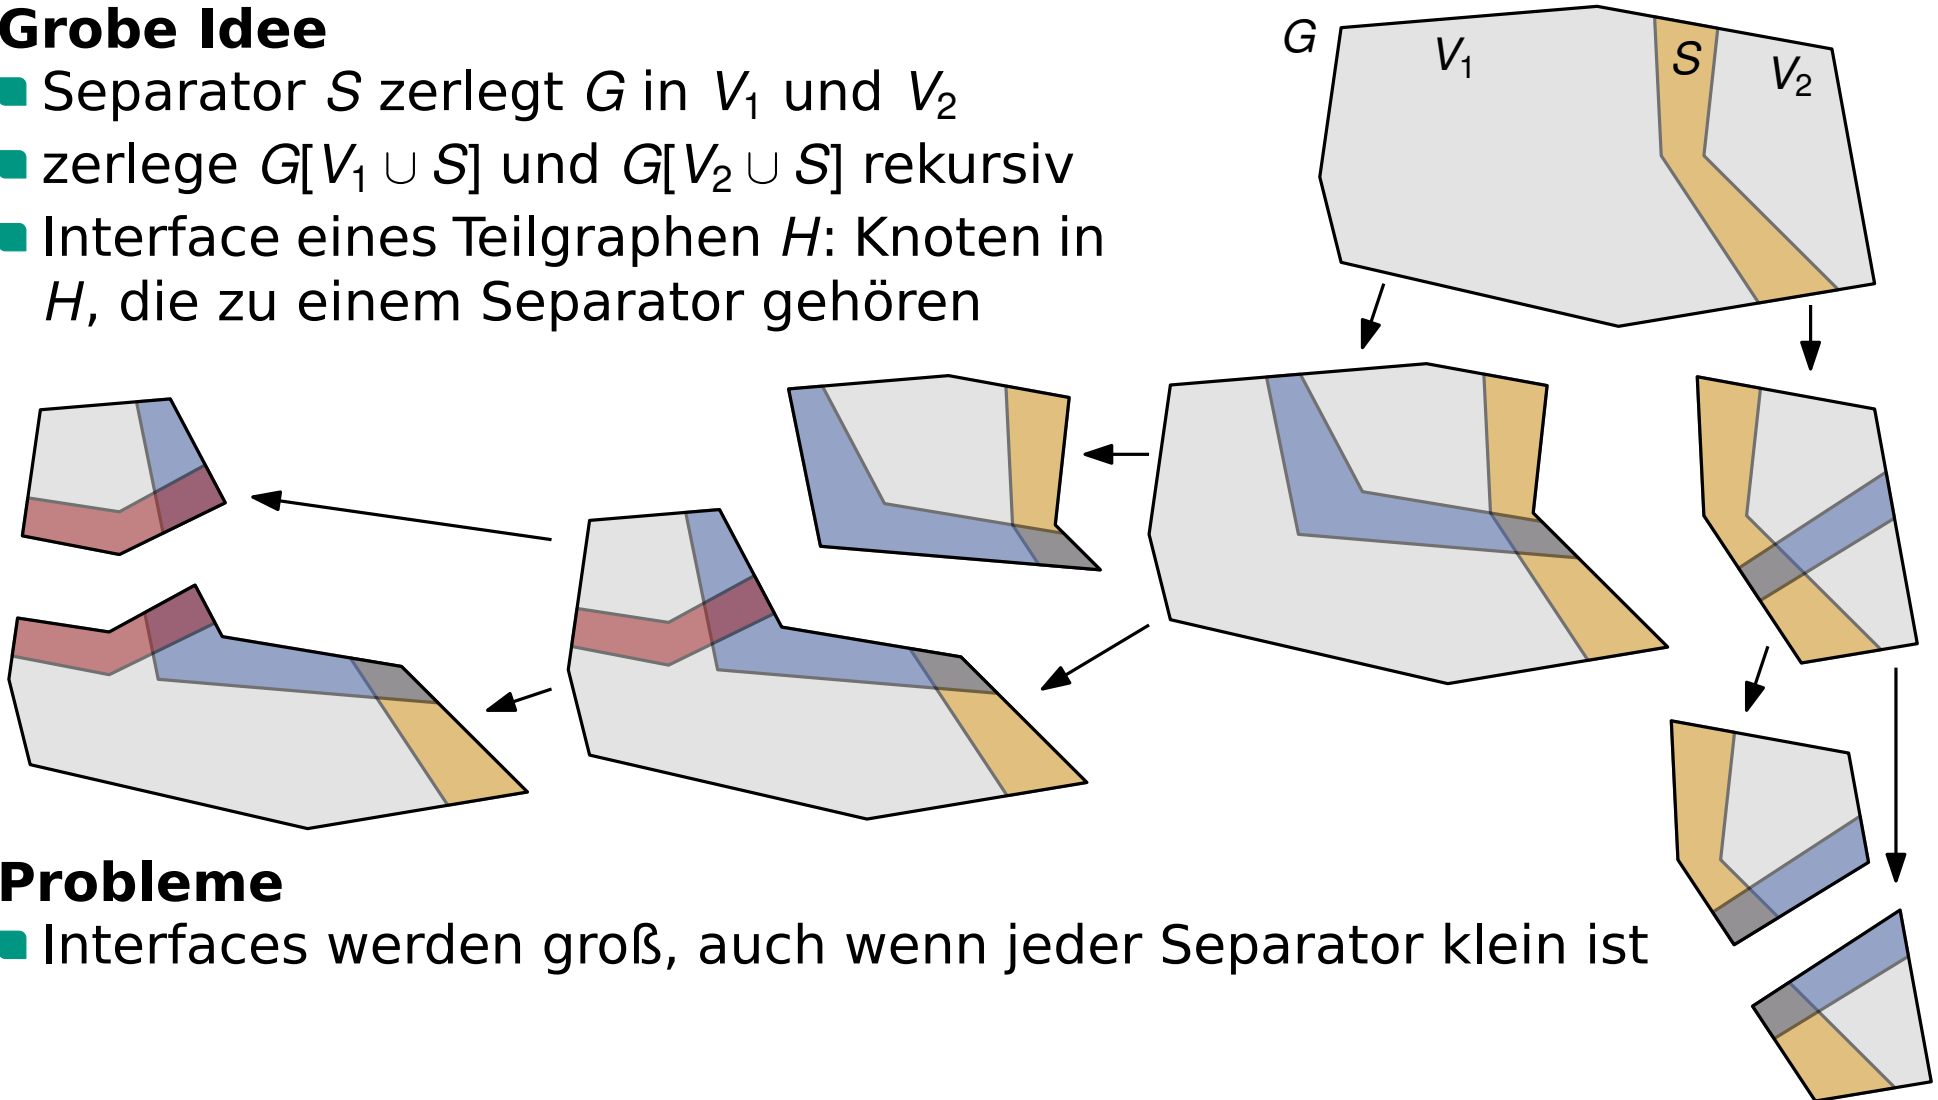 Grobe Idee
Separator S zerlegt G in V₁ und V₂
zerlege G[V₁ ∪ S] und G[V₂ ∪ S] rekursiv
Interface eines Teilgraphen H: Knoten in
H, die zu einem Separator gehören
G
V₁
S
V₂
Probleme
Interfaces werden groß, auch wenn jeder Separator klein ist